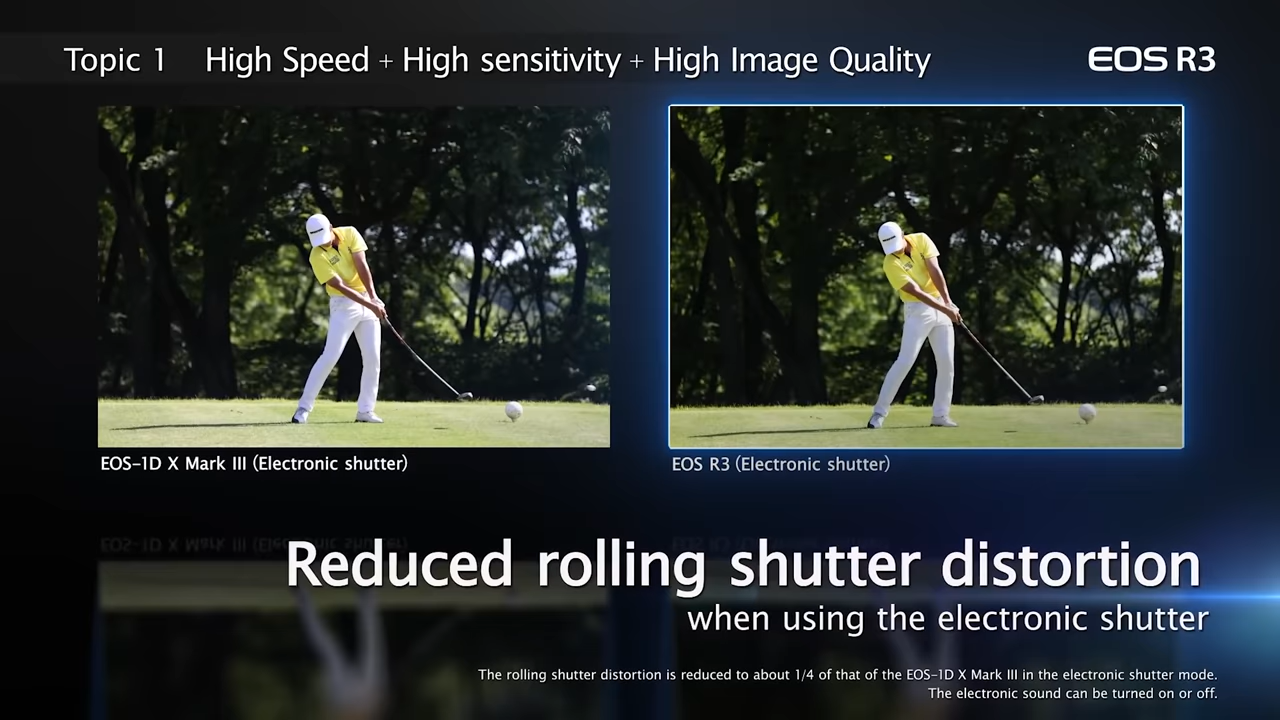 Topic 1 High Speed + High sensitivity + High Image Quality
EOS R3
EOS-1D X Mark III (Electronic shutter)
EOS R3 (Electronic shutter)
Reduced rolling shutter distortion
when using the electronic shutter
The rolling shutter distortion is reduced to about 1/4 of that of the EOS-1D X Mark III in the electronic shutter mode.
The electronic sound can be turned on or off.